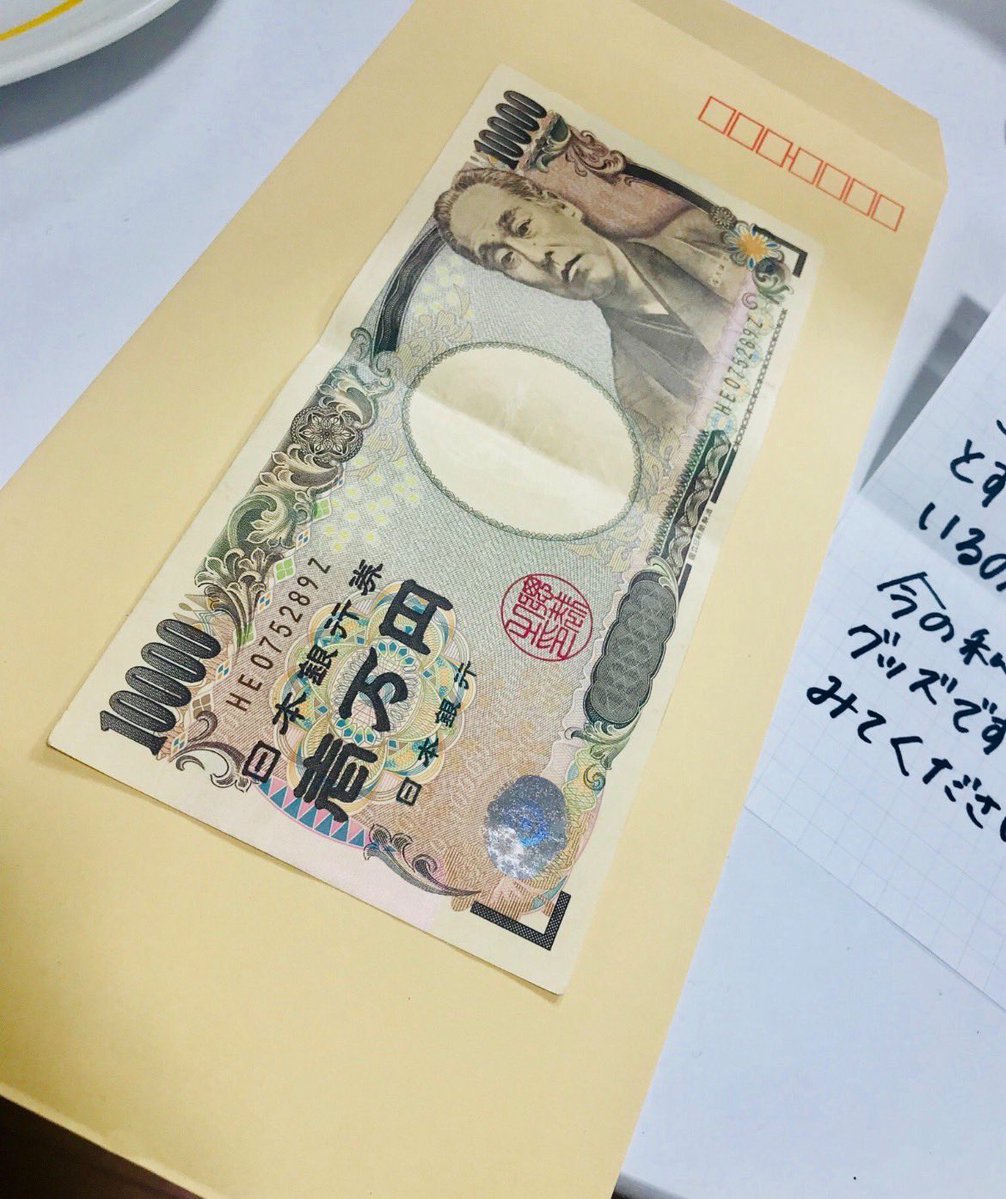 10000
日本銀行券
壱万円
日本銀行
HE075289Z
10000
HE075289Z
とす
いるの
今の私
グッズです
みてくださ